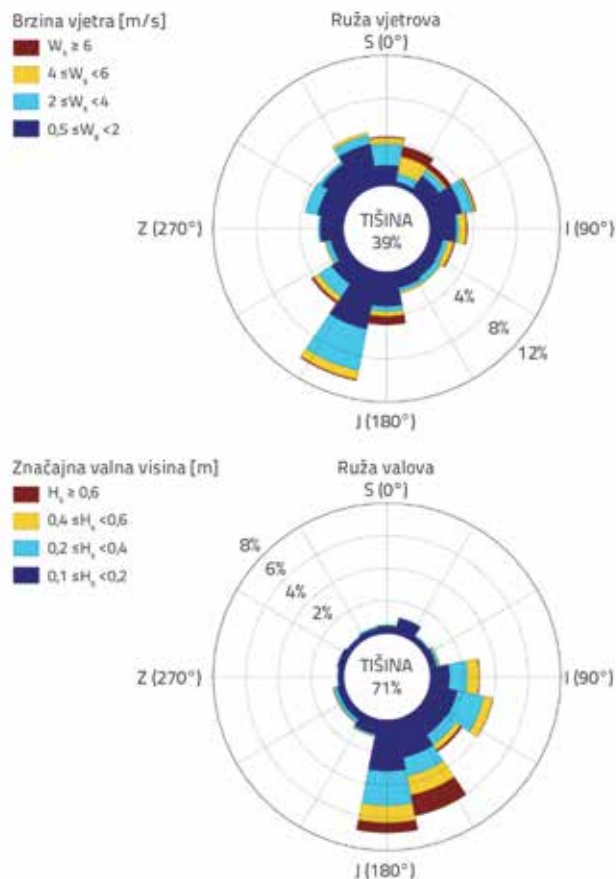 Brzina vjetra [m/s]
Wₛ ≥ 6
4 ≤Wₛ <6
2 ≤Wₛ <4
0,5 ≤Wₛ <2
Ruža vjetrova
S (0°)
Z (270°)
TIŠINA
39%
I (90°)
4%
8%
12%
J (180°)
Značajna valna visina [m]
Hₛ ≥ 0,6
0,4 ≤Hₛ <0,6
0,2 ≤Hₛ <0,4
0,1 ≤Hₛ <0,2
Ruža valova
S (0°)
8%
6%
4%
2%
Z (270°)
TIŠINA
71%
I (90°)
J (180°)